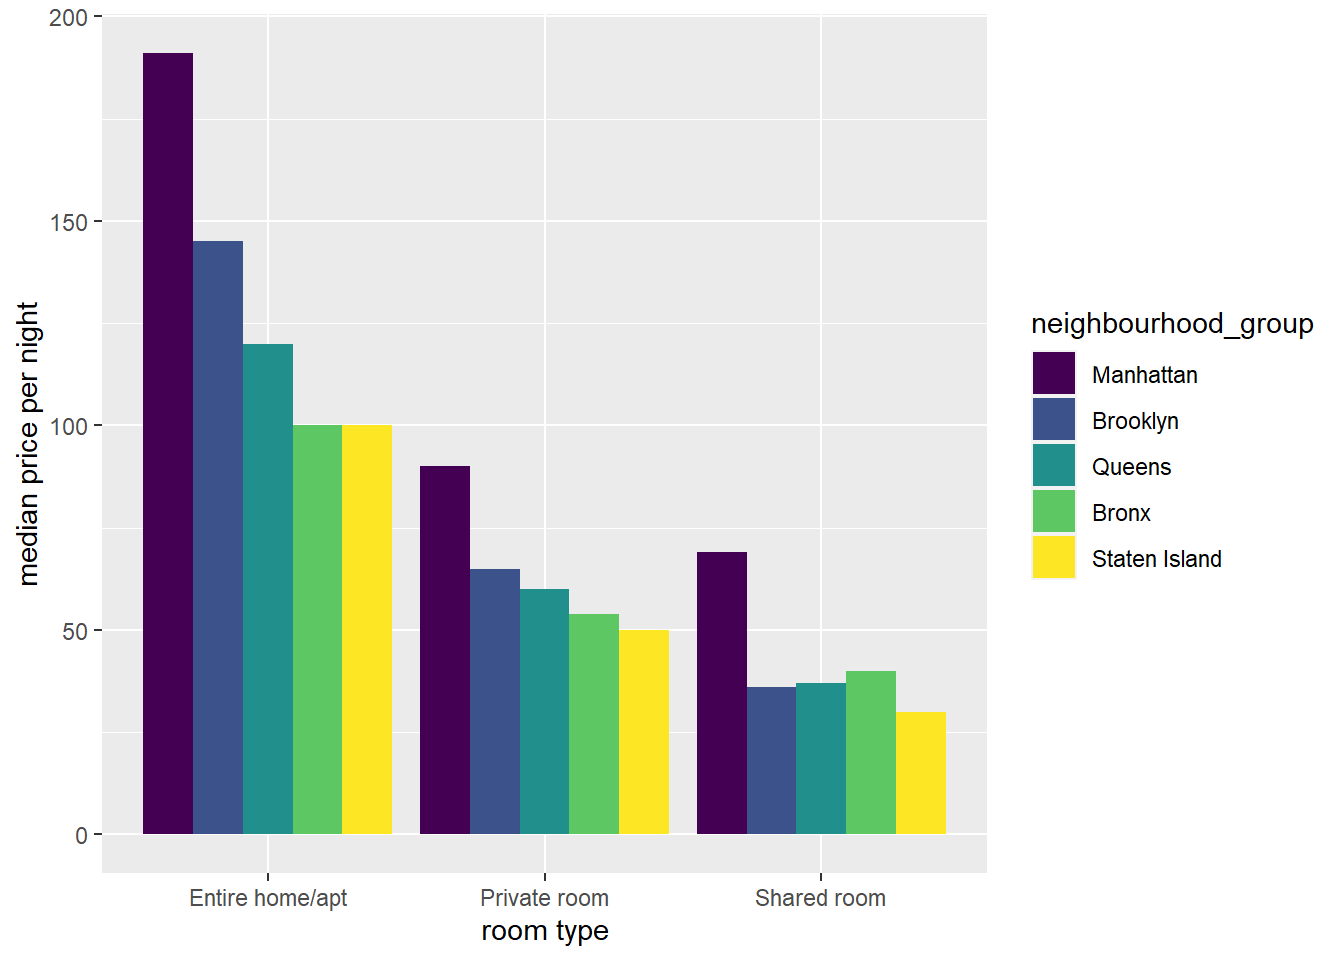 200
150
100
50
0
median price per night
Entire home/apt
Private room
Shared room
room type
neighbourhood_group
Manhattan
Brooklyn
Queens
Bronx
Staten Island